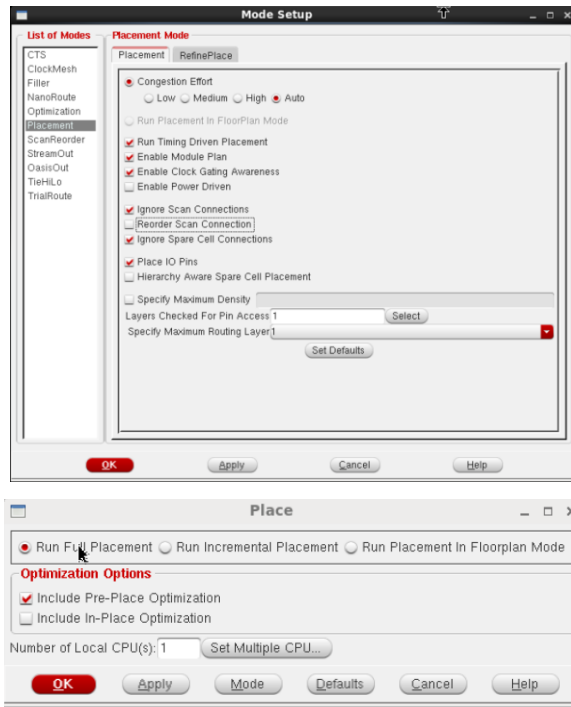 Mode Setup
List of Modes
CTS
ClockMesh
Filler
NanoRoute
Optimization
Placement
ScanReorder
StreamOut
OasisOut
TieHiLo
TrialRoute
Placement Mode
Placement RefinePlace
Congestion Effort
Low Medium High Auto
Run Placement In FloorPlan Mode
Run Timing Driven Placement
Enable Module Plan
Enable Clock Gating Awareness
Enable Power Driven
Ignore Scan Connections
Reorder Scan Connection
Ignore Spare Cell Connections
Place IO Pins
Hierarchy Aware Spare Cell Placement
Specify Maximum Density
Layers Checked For Pin Access 1 Select
Specify Maximum Routing Layer 1
Set Defaults
OK Apply Cancel Help
Place
Run Full Placement Run Incremental Placement Run Placement In Floorplan Mode
Optimization Options
Include Pre-Place Optimization
Include In-Place Optimization
Number of Local CPU(s): 1 Set Multiple CPU...
OK Apply Mode Defaults Cancel Help